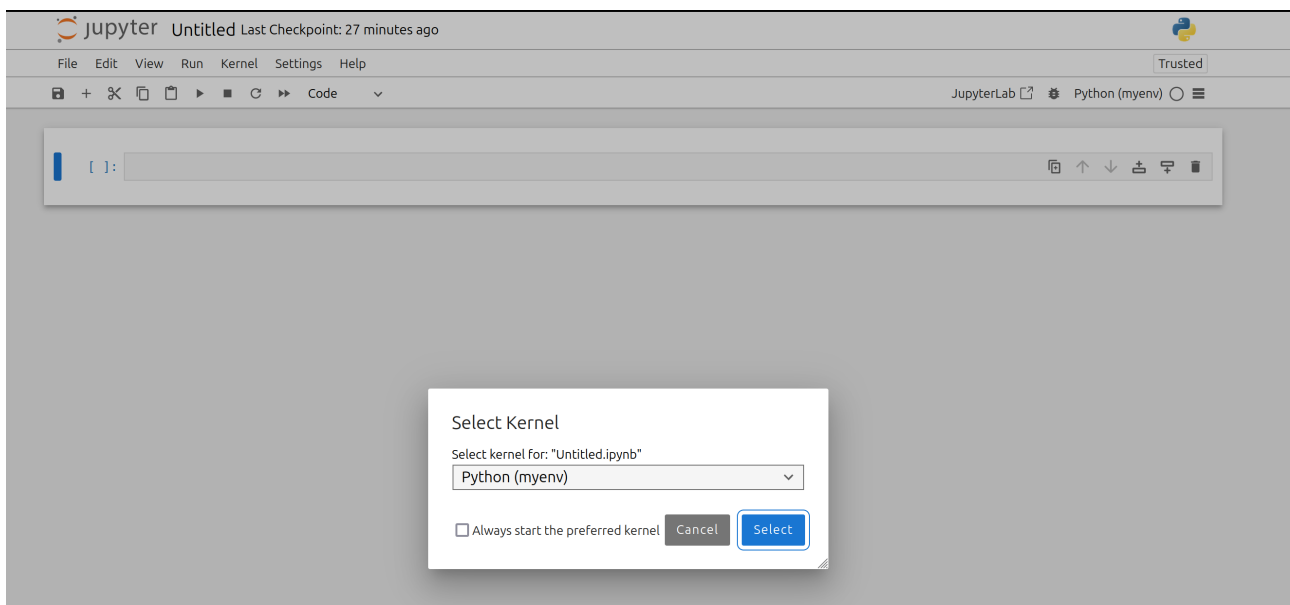 jupyter Untitled Last Checkpoint: 27 minutes ago
File Edit View Run Kernel Settings Help Trusted
Code JupyterLab Python (myenv)
[ ]:
Select Kernel
Select kernel for: "Untitled.ipynb"
Python (myenv)
Always start the preferred kernel Cancel Select